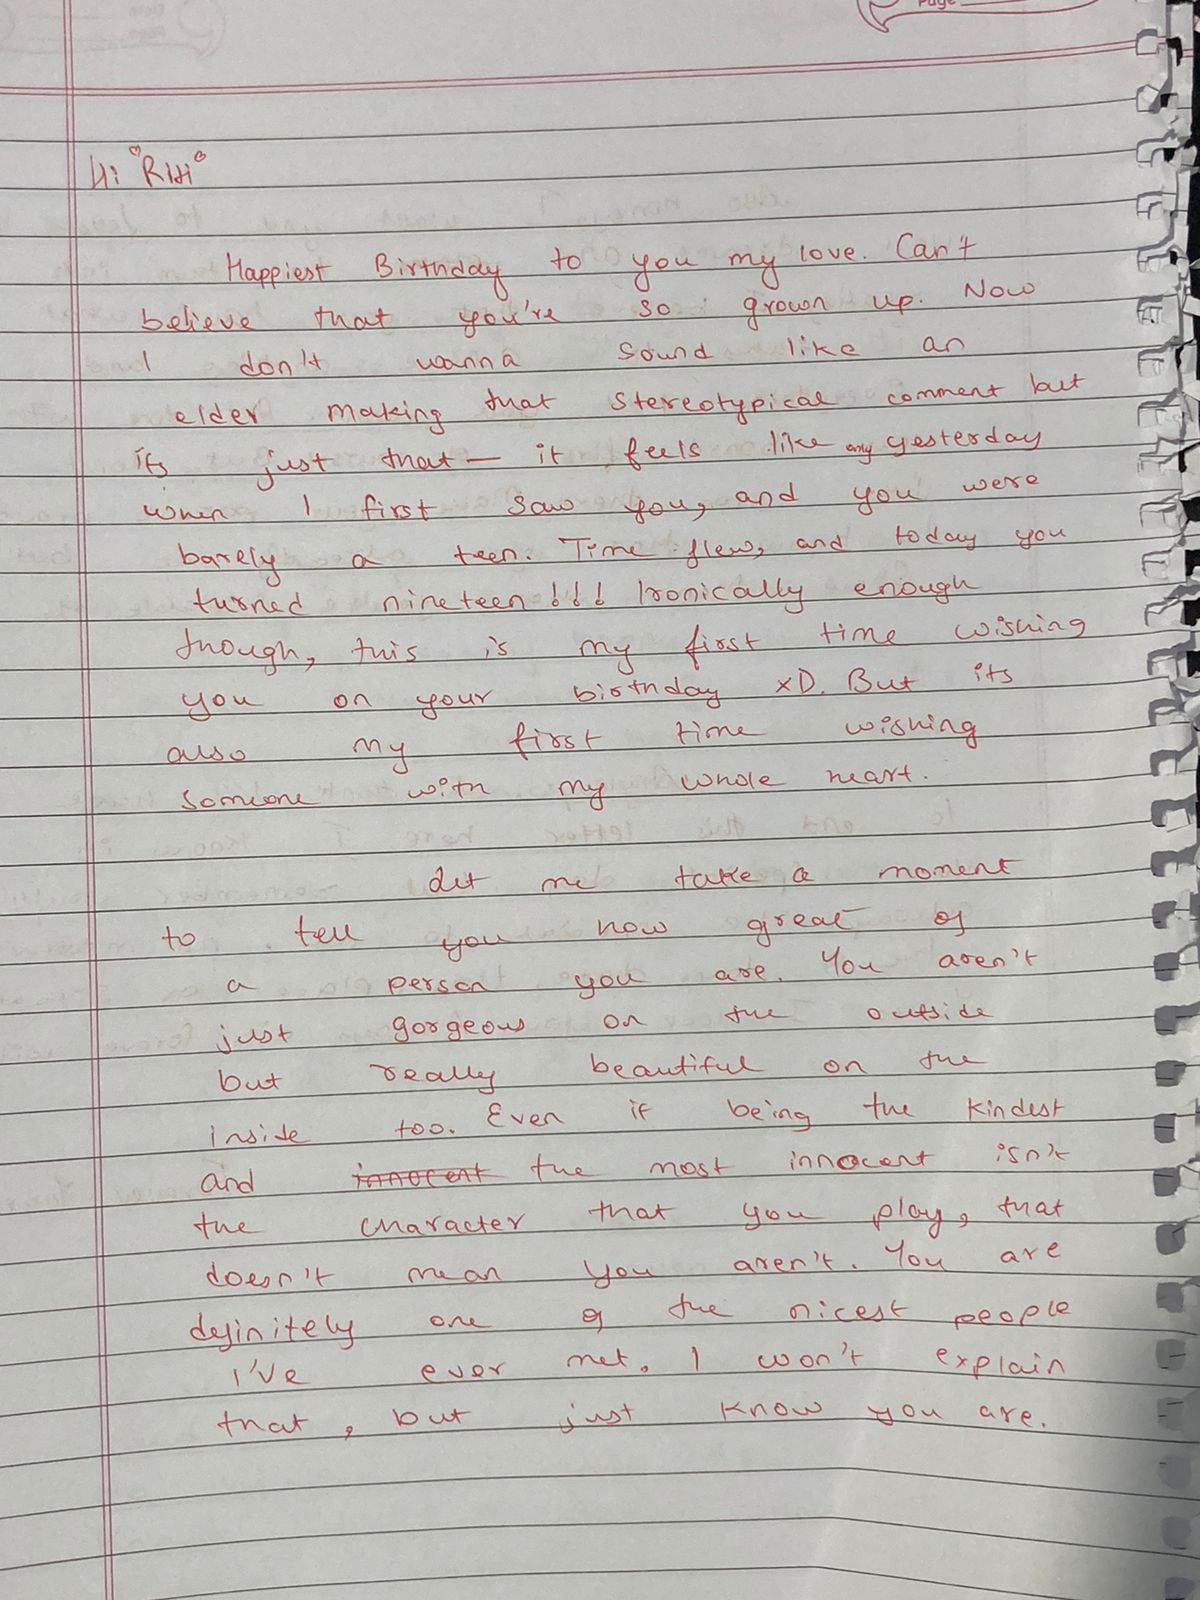 Page
Hi Riti
Happiest Birthday to you my love. Can't
believe that you're so grown up. Now
I don't wanna sound like an
elder making that stereotypical comment but
its just that — it feels like only yesterday
when I first saw you, and you were
barely a teen. Time flew, and today you
turned nineteen!!! Ironically enough
though, this is my first time wishing
you on your birthday xD. But its
also my first time wishing
someone with my whole heart.
Let me take a moment
to tell you how great of
a person you are. You aren't
just gorgeous on the outside
but really beautiful on the
inside too. Even if being the kindest
and innocent the most innocent isn't
the character that you play, that
doesn't mean you aren't. You are
definitely one of the nicest people
I've ever met. I won't explain
that, but just know you are.